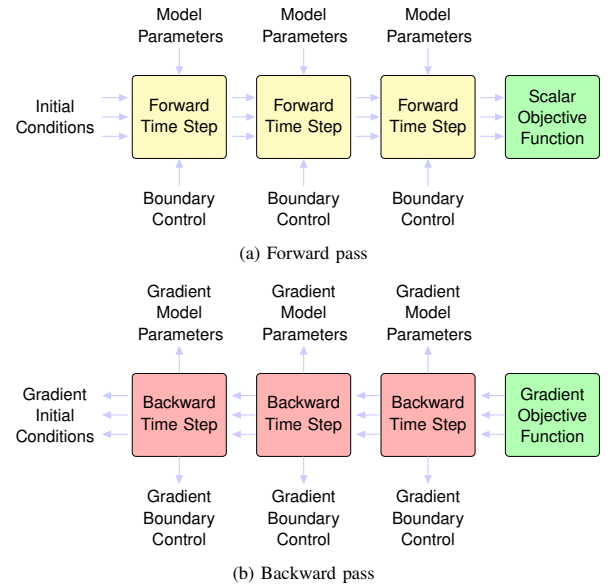 Model
Parameters
Model
Parameters
Model
Parameters
Initial
Conditions
Forward
Time Step
Forward
Time Step
Forward
Time Step
Scalar
Objective
Function
Boundary
Control
Boundary
Control
Boundary
Control
(a) Forward pass
Gradient
Model
Parameters
Gradient
Model
Parameters
Gradient
Model
Parameters
Gradient
Initial
Conditions
Backward
Time Step
Backward
Time Step
Backward
Time Step
Gradient
Objective
Function
Gradient
Boundary
Control
Gradient
Boundary
Control
Gradient
Boundary
Control
(b) Backward pass